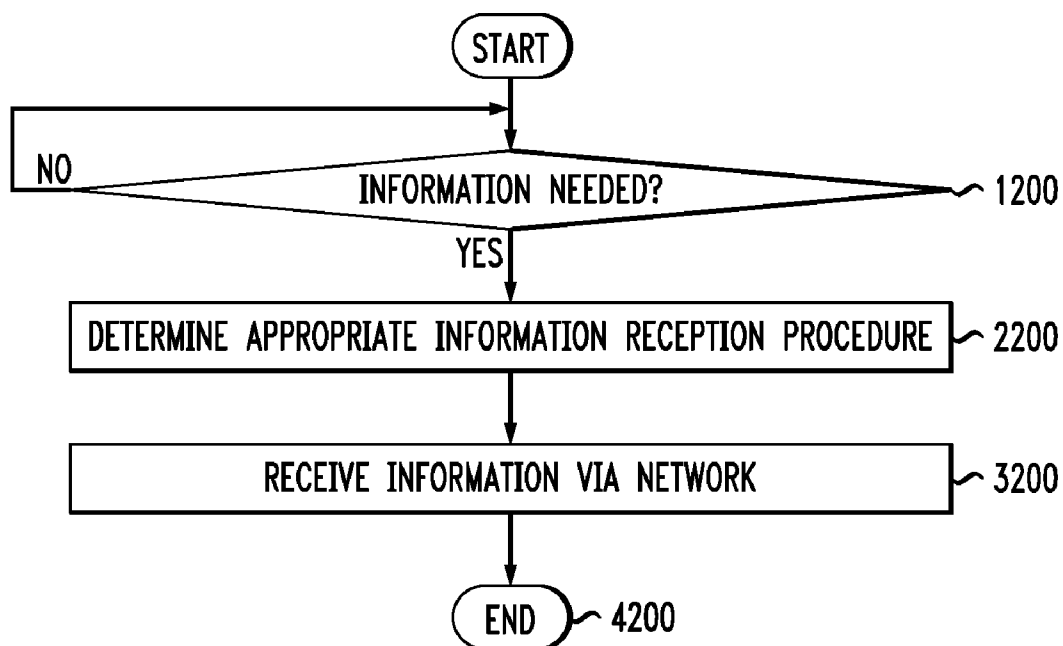 START
NO
INFORMATION NEEDED?
1200
YES
DETERMINE APPROPRIATE INFORMATION RECEPTION PROCEDURE
2200
RECEIVE INFORMATION VIA NETWORK
3200
END
4200